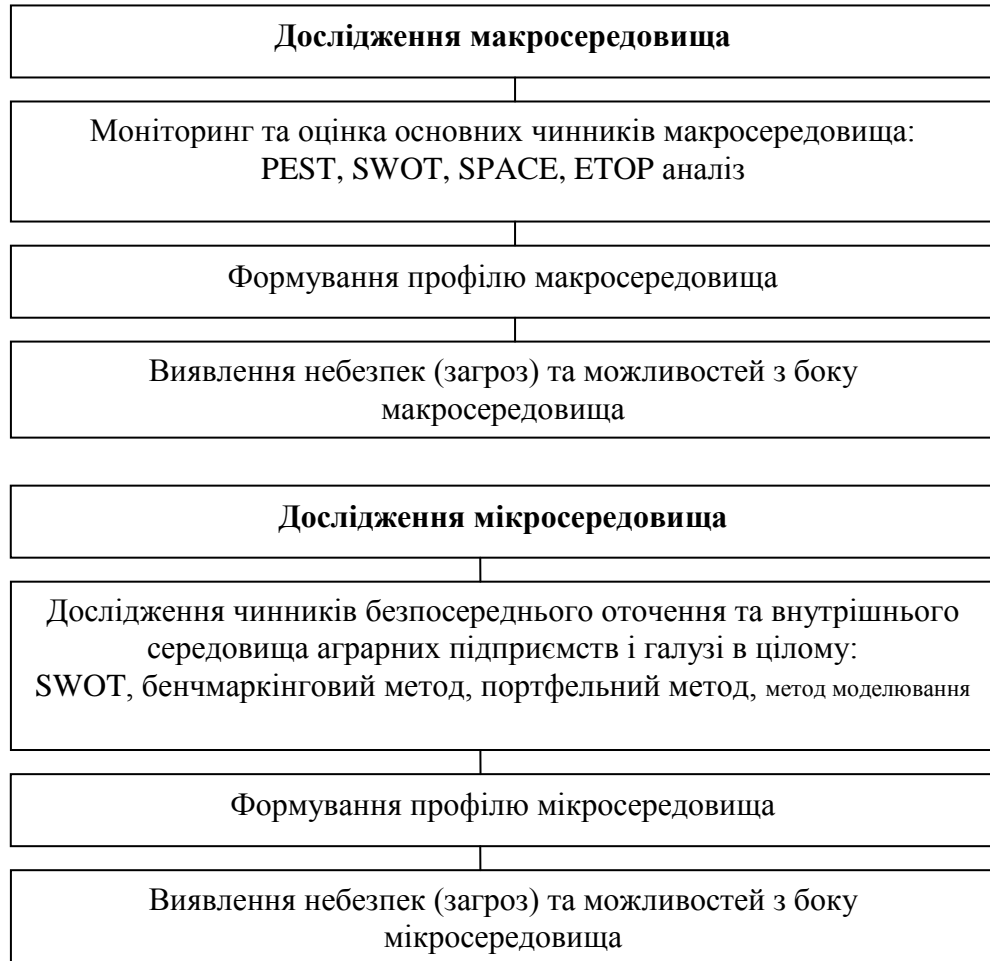 Дослідження макросередовища
Моніторинг та оцінка основних чинників макросередовища:
PEST, SWOT, SPACE, ETOP аналіз
Формування профілю макросередовища
Виявлення небезпек (загроз) та можливостей з боку
макросередовища
Дослідження мікросередовища
Дослідження чинників безпосереднього оточення та внутрішнього
середовища аграрних підприємств і галузі в цілому:
SWOT, бенчмаркінговий метод, портфельний метод, метод моделювання
Формування профілю мікросередовища
Виявлення небезпек (загроз) та можливостей з боку
мікросередовища